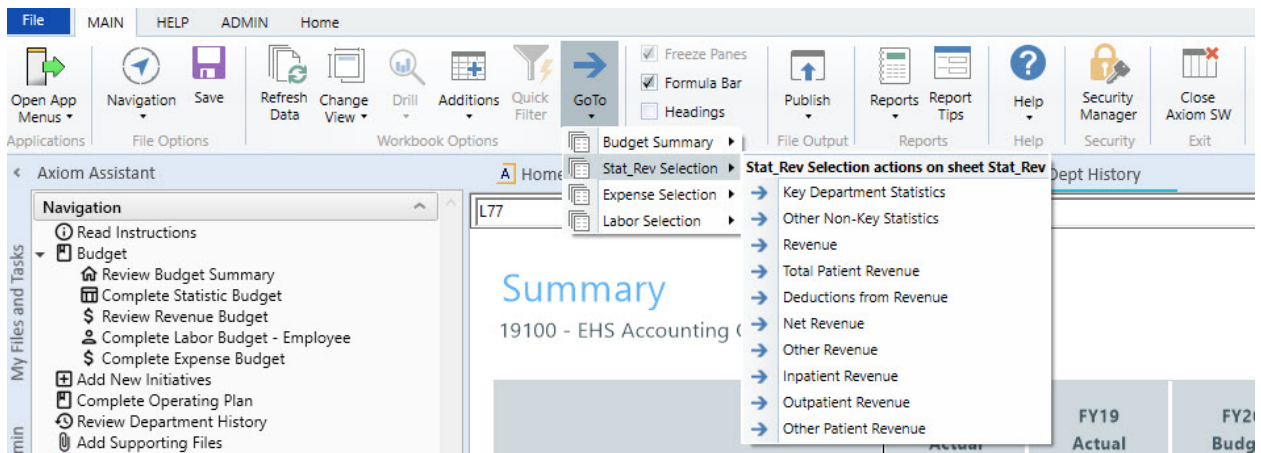 File MAIN HELP ADMIN Home
Open App Menus
Navigation
Save
Refresh Data
Change View
Drill
Additions
Quick Filter
GoTo
Freeze Panes
Formula Bar
Headings
Publish
Reports
Report Tips
Help
Security Manager
Close Axiom SW
Applications File Options Workbook Options File Output Reports Help Security Exit
Budget Summary
Stat_Rev Selection
Expense Selection
Labor Selection
Stat_Rev Selection actions on sheet Stat_Rev
Key Department Statistics
Other Non-Key Statistics
Revenue
Total Patient Revenue
Deductions from Revenue
Net Revenue
Other Revenue
Inpatient Revenue
Outpatient Revenue
Other Patient Revenue
Axiom Assistant
A Home
Dept History
My Files and Tasks
min
Navigation
Read Instructions
Budget
Review Budget Summary
Complete Statistic Budget
Review Revenue Budget
Complete Labor Budget - Employee
Complete Expense Budget
Add New Initiatives
Complete Operating Plan
Review Department History
Add Supporting Files
L77
Summary
19100 - EHS Accounting
FY19 FY2
Actual Actual Budg